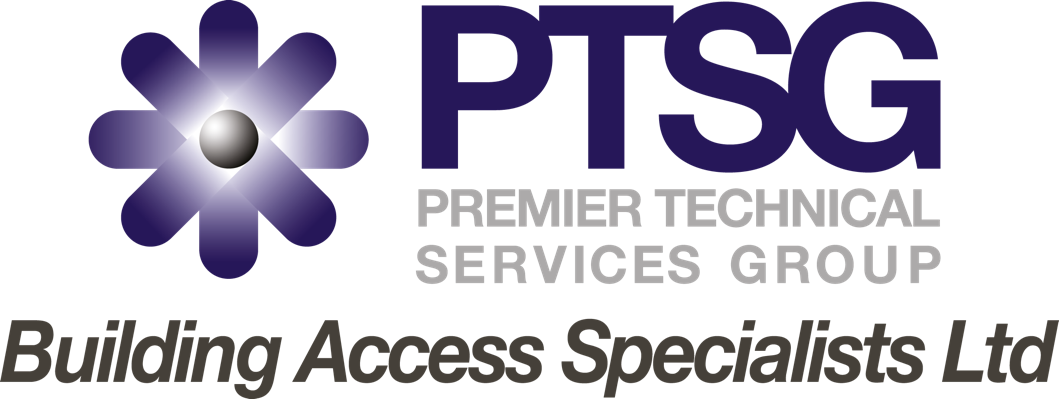 PTSG
PREMIER TECHNICAL
SERVICES GROUP
Building Access Specialists Ltd